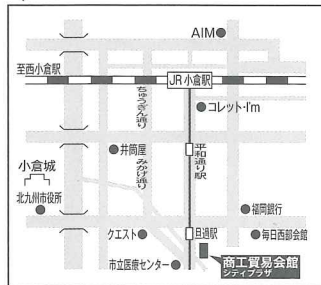 AIM
至西小倉駅
JR 小倉駅
ちゅうぎん通り
コレット・I'm
平和通り駅
井筒屋
みかげ通り
小倉城
北九州市役所
福岡銀行
クエスト
旦過駅
毎日西部会館
市立医療センター
商工貿易会館
シティプラザ